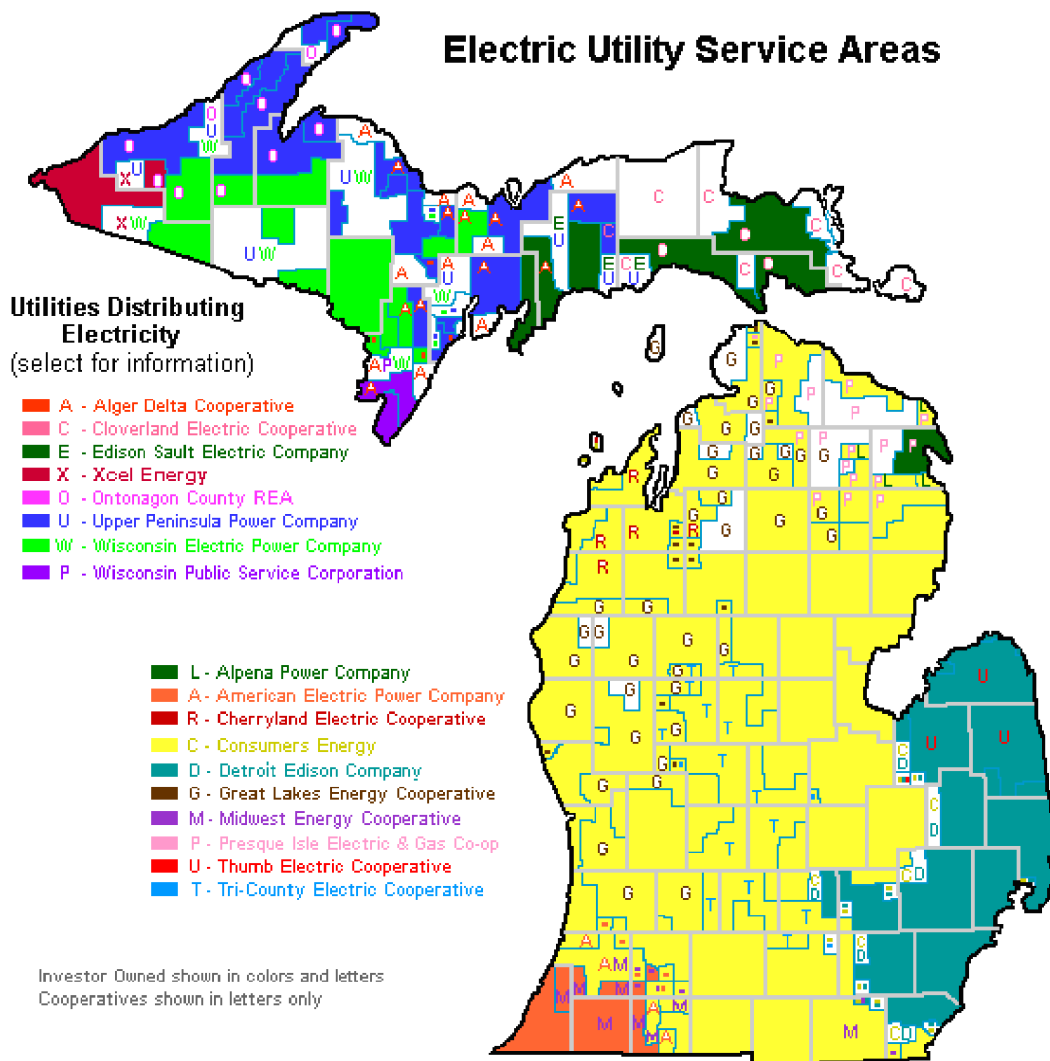 Electric Utility Service Areas
Utilities Distributing
Electricity
(select for information)
A - Alger Delta Cooperative
C - Cloverland Electric Cooperative
E - Edison Sault Electric Company
X - Xcel Energy
O - Ontonagon County REA
U - Upper Peninsula Power Company
W - Wisconsin Electric Power Company
P - Wisconsin Public Service Corporation
L - Alpena Power Company
A - American Electric Power Company
R - Cherryland Electric Cooperative
C - Consumers Energy
D - Detroit Edison Company
G - Great Lakes Energy Cooperative
M - Midwest Energy Cooperative
P - Presque Isle Electric & Gas Co-op
U - Thumb Electric Cooperative
T - Tri-County Electric Cooperative
Investor Owned shown in colors and letters
Cooperatives shown in letters only